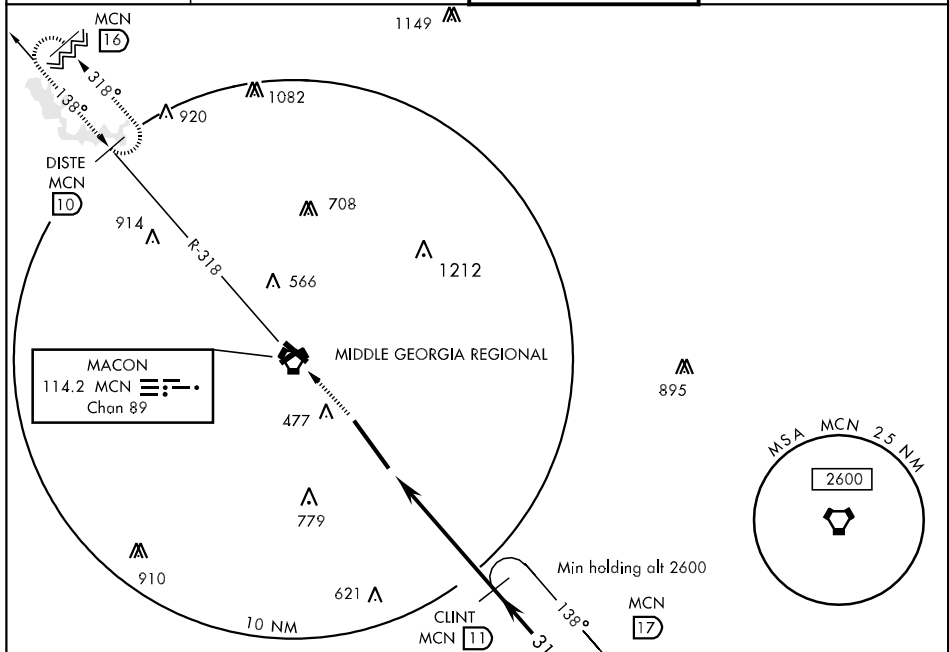 1149
MCN
16
318°
138°
920
1082
DISTE
MCN
10
708
914
R-318
1212
566
MACON
114.2 MCN
Chan 89
MIDDLE GEORGIA REGIONAL
895
477
MSA MCN 25 NM
2600
779
910
Min holding alt 2600
621
10 NM
CLINT
MCN 11
138°
MCN
17
31